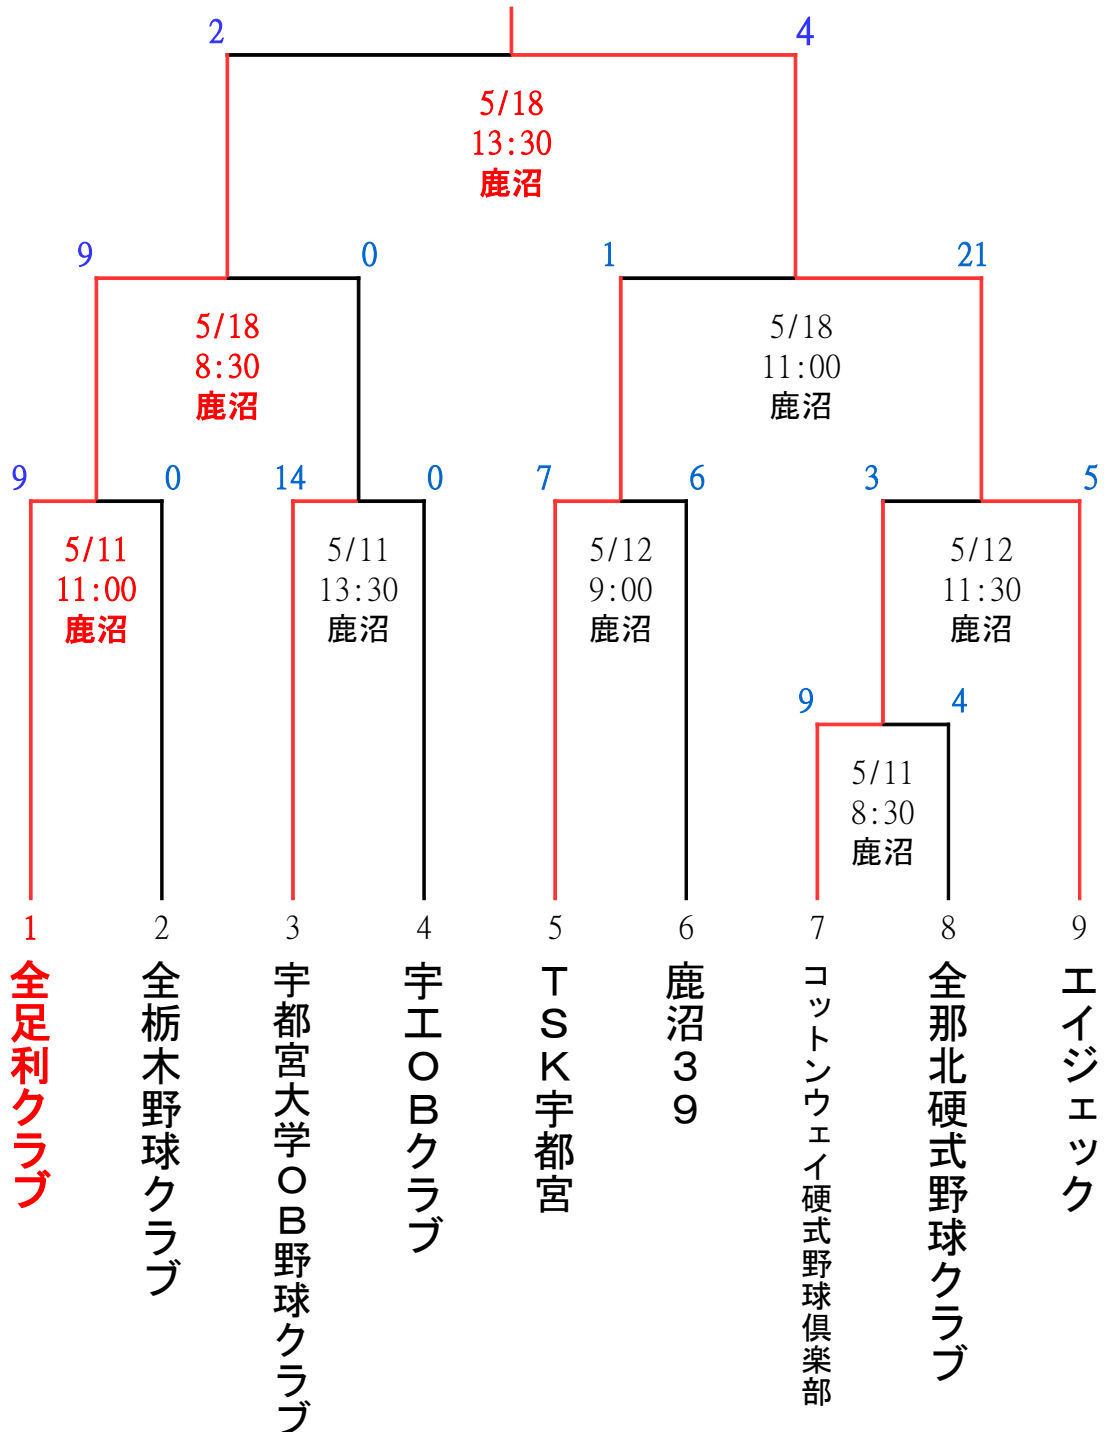 2
4
5/18
13:30
鹿沼
9
0
1
21
5/18
8:30
鹿沼
5/18
11:00
鹿沼
9
0
14
0
7
6
3
5
5/11
11:00
鹿沼
5/11
13:30
鹿沼
5/12
9:00
鹿沼
5/12
11:30
鹿沼
9
4
5/11
8:30
鹿沼
1
全足利クラブ
2
全栃木野球クラブ
3
宇都宮大学OB野球クラブ
4
宇工OBクラブ
5
TSK宇都宮
6
鹿沼39
7
コットンウェイ硬式野球倶楽部
8
全那北硬式野球クラブ
9
エイジェック